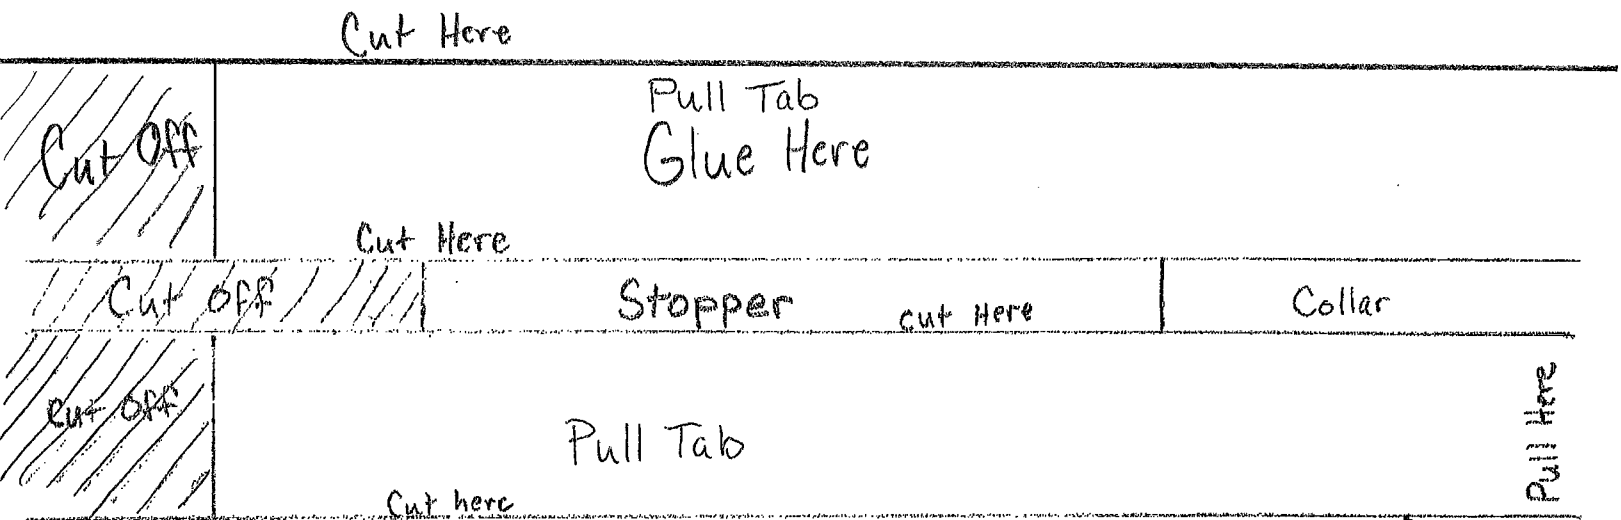 Cut Here
Pull Tab
Cut Off
Glue Here
Cut Here
Cut off
Stopper
cut Here
Collar
Pull Here
Cut Off
Pull Tab
Cut here